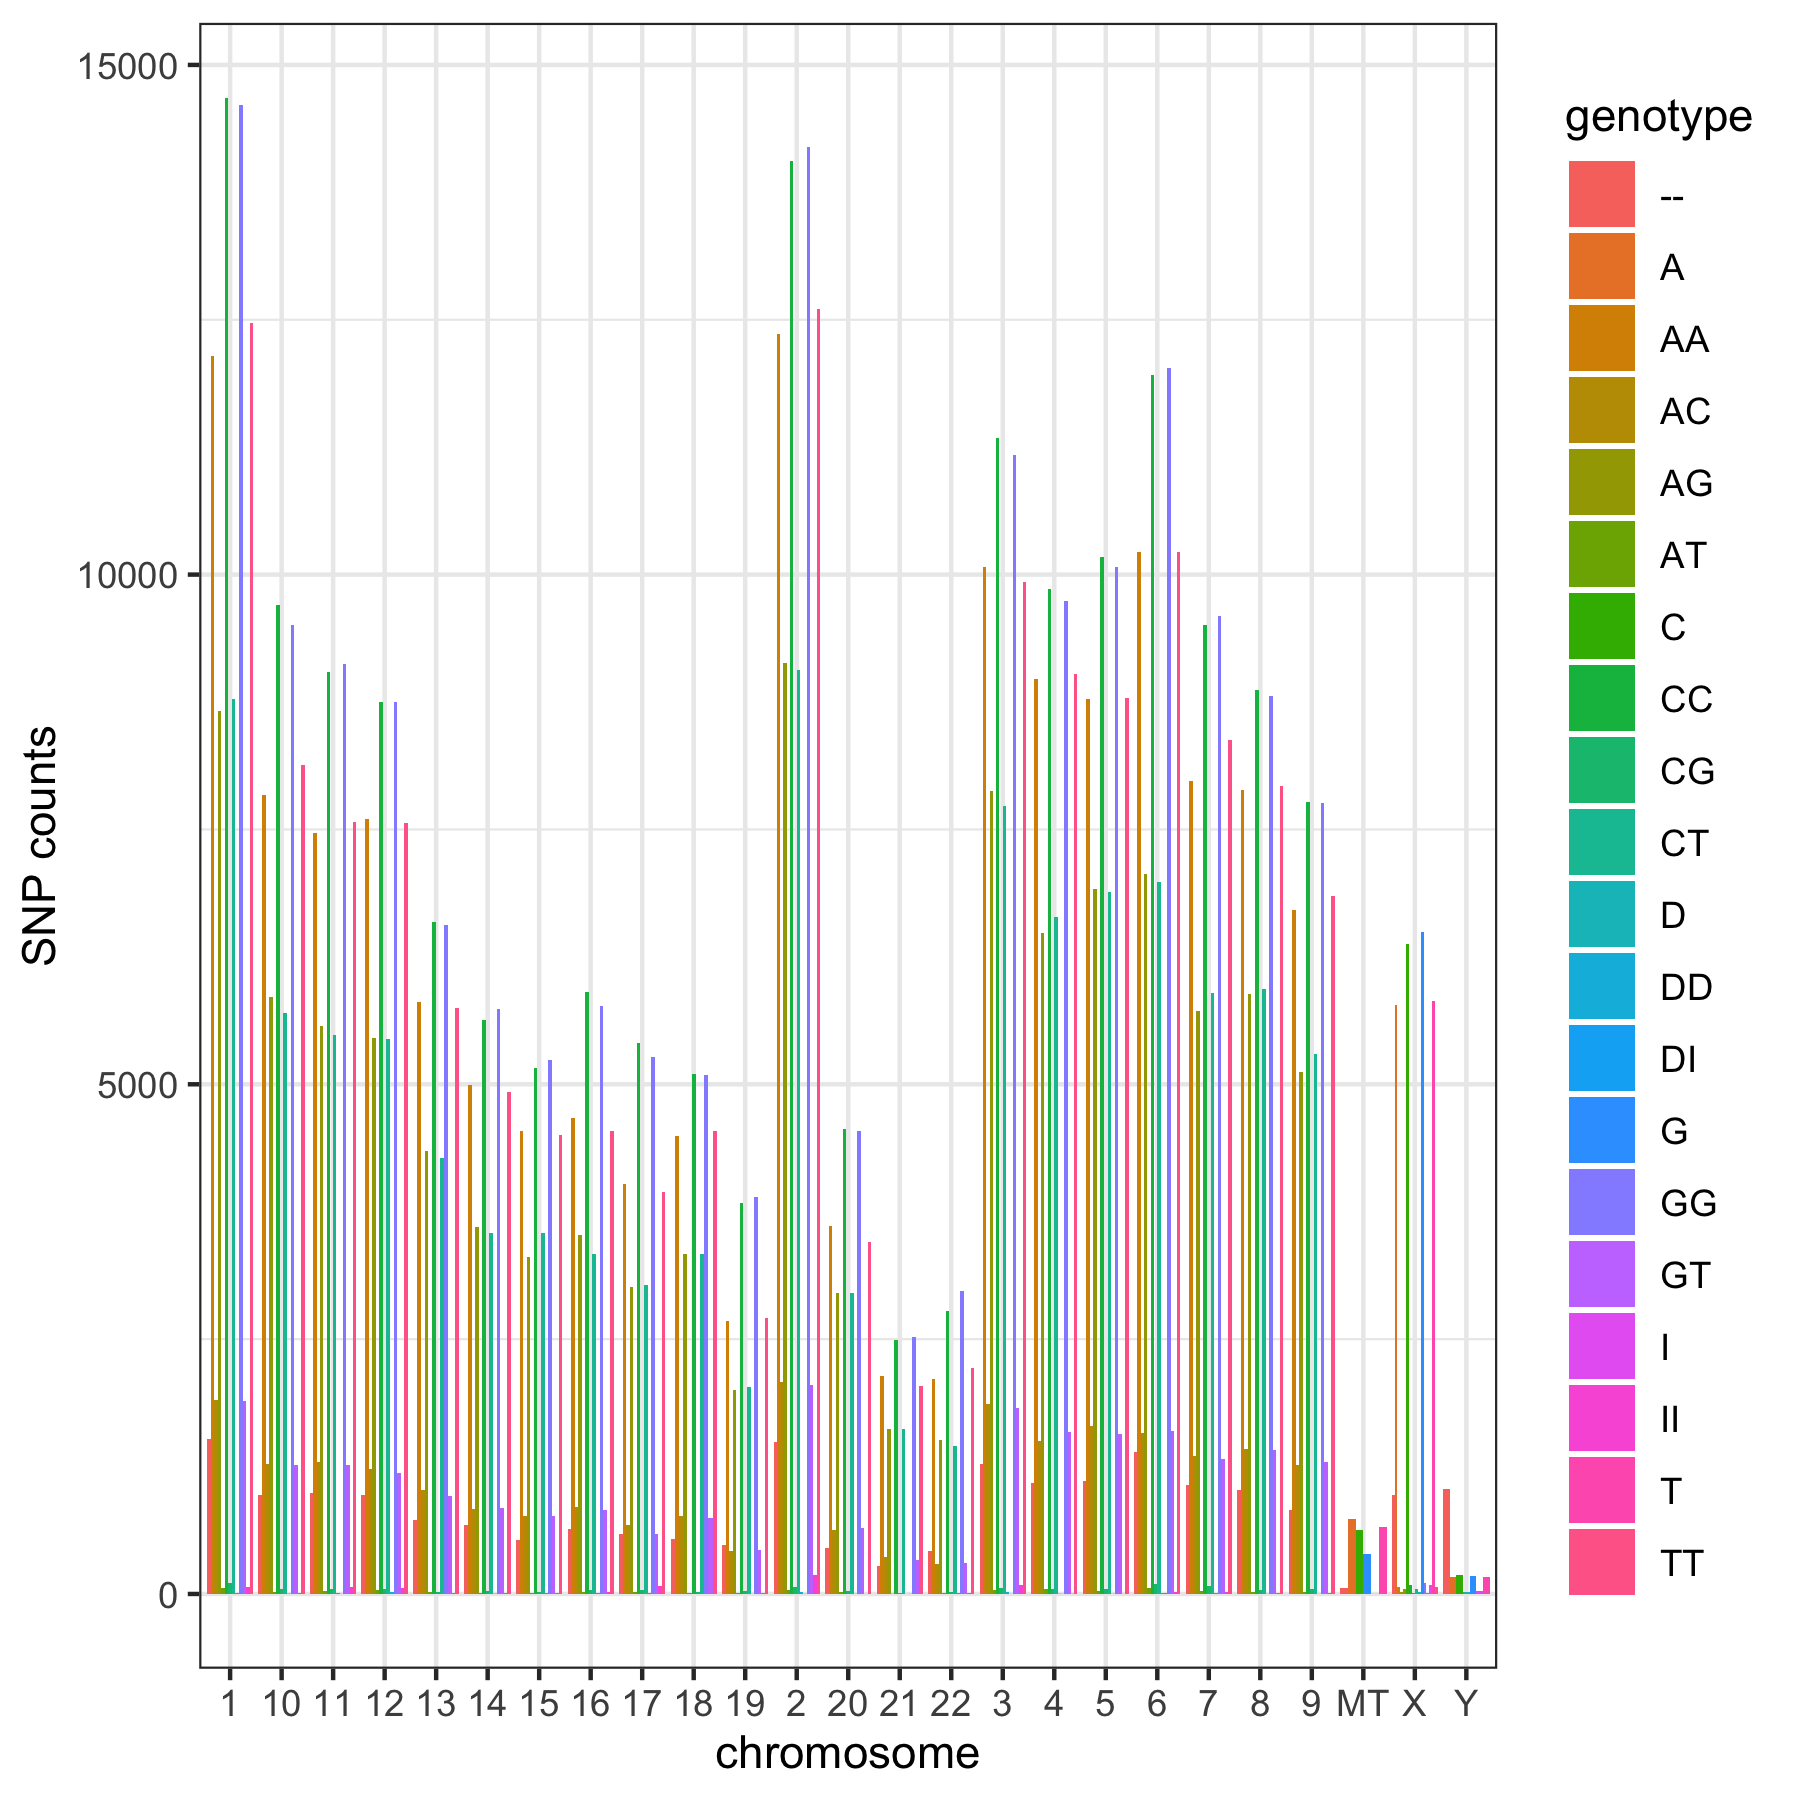 15000
10000
5000
0
SNP counts
1 10 11 12 13 14 15 16 17 18 19 2 20 21 22 3 4 5 6 7 8 9 MT X Y
chromosome
genotype
--
A
AA
AC
AG
AT
C
CC
CG
CT
D
DD
DI
G
GG
GT
I
II
T
TT